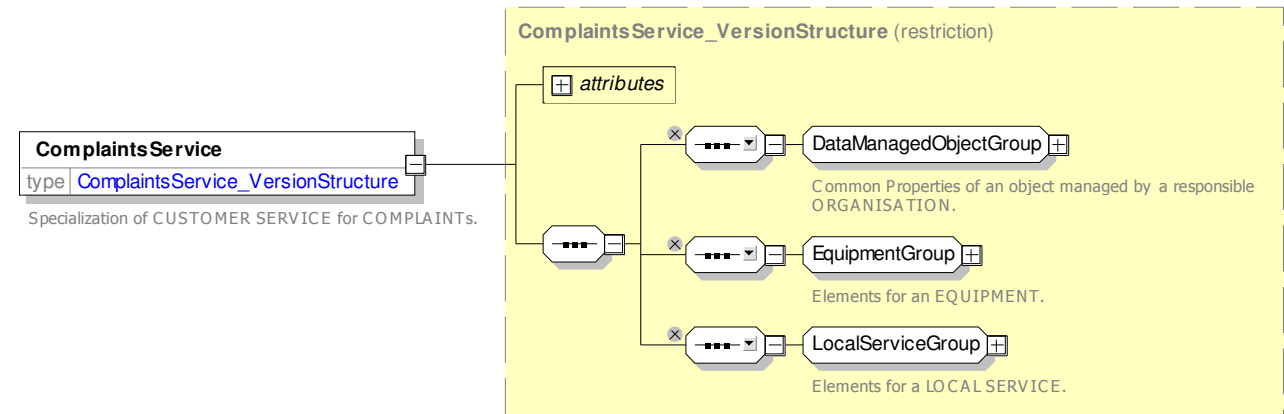 ComplaintsService_VersionStructure (restriction)
attributes
ComplaintsService
type ComplaintsService_VersionStructure
Specialization of CUSTOMER SERVICE for COMPLAINTs.
DataManagedObjectGroup
Common Properties of an object managed by a responsible
ORGANISATION.
EquipmentGroup
Elements for an EQUIPMENT.
LocalServiceGroup
Elements for a LOCAL SERVICE.